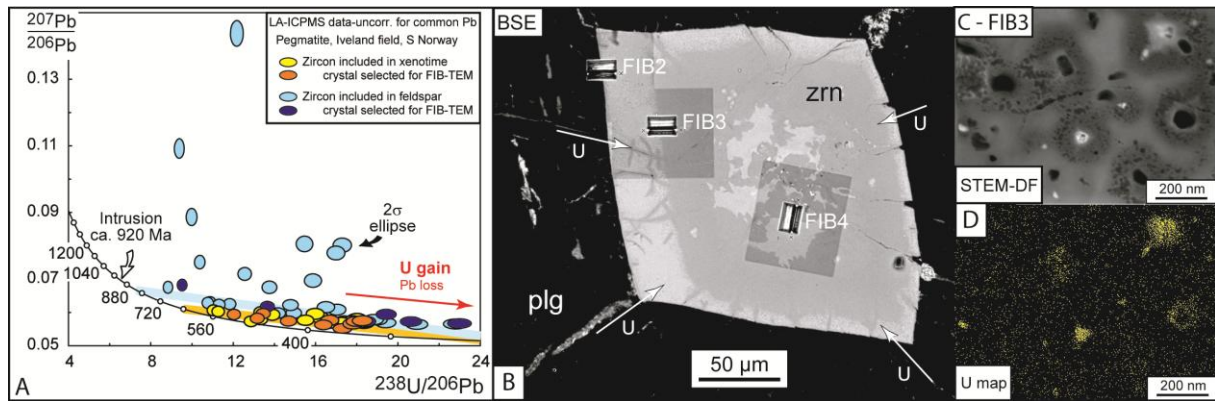 207Pb
206Pb
LA-ICPMS data-uncorr. for common Pb
Pegmatite, Iveland field, S Norway
Zircon included in xenotime
crystal selected for FIB-TEM
Zircon included in feldspar
crystal selected for FIB-TEM
0.13
0.11
0.09
0.07
0.05
Intrusion
ca. 920 Ma
2σ
ellipse
U gain
Pb loss
1200
1040
880
720
560
400
4
8
12
16
20
24
A
238U/206Pb
BSE
FIB2
zrn
FIB3
U
U
FIB4
plg
U
U
50 µm
B
C - FIB3
STEM-DF
200 nm
D
U map
200 nm